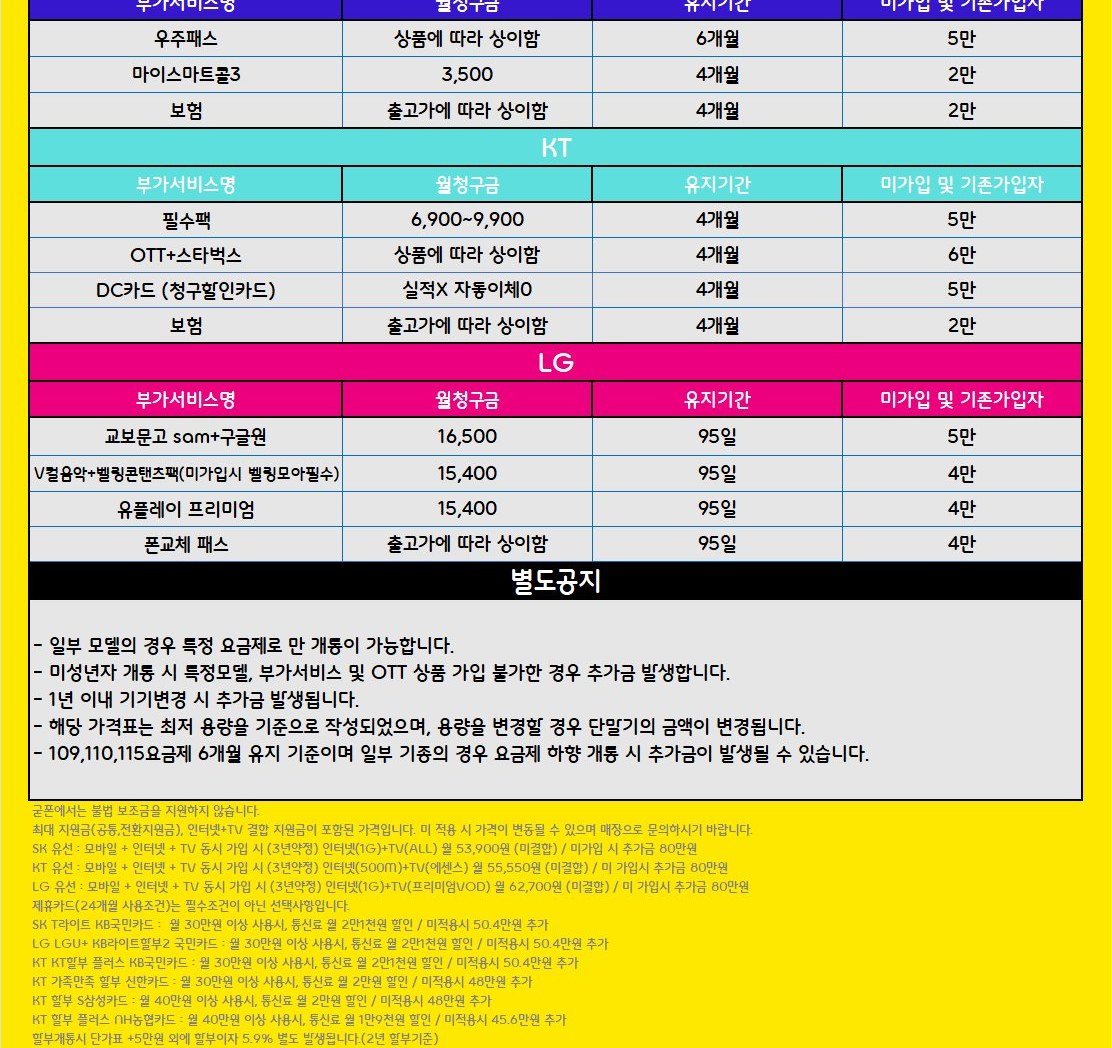 부가서비스명 월청구금 유지기간 미가입 및 기존가입자
우주패스 상품에 따라 상이함 6개월 5만
마이스마트콜3 3,500 4개월 2만
보험 출고가에 따라 상이함 4개월 2만
KT
부가서비스명 월청구금 유지기간 미가입 및 기존가입자
필수팩 6,900~9,900 4개월 5만
OTT+스타벅스 상품에 따라 상이함 4개월 6만
DC카드 (청구할인카드) 실적X 자동이체O 4개월 5만
보험 출고가에 따라 상이함 4개월 2만
LG
부가서비스명 월청구금 유지기간 미가입 및 기존가입자
교보문고 sam+구글원 16,500 95일 5만
V컬음악+벨링콘탠츠팩(미가입시 벨링모아필수) 15,400 95일 4만
유플레이 프리미엄 15,400 95일 4만
폰교체 패스 출고가에 따라 상이함 95일 4만
별도공지
- 일부 모델의 경우 특정 요금제로 만 개통이 가능합니다.
- 미성년자 개통 시 특정모델, 부가서비스 및 OTT 상품 가입 불가한 경우 추가금 발생합니다.
- 1년 이내 기기변경 시 추가금 발생됩니다.
- 해당 가격표는 최저 용량을 기준으로 작성되었으며, 용량을 변경할 경우 단말기의 금액이 변경됩니다.
- 109,110,115요금제 6개월 유지 기준이며 일부 기종의 경우 요금제 하향 개통 시 추가금이 발생될 수 있습니다.
굳폰에서는 불법 보조금을 지원하지 않습니다.
최대 지원금(공통,전환지원금), 인터넷+TV 결합 지원금이 포함된 가격입니다. 미 적용 시 가격이 변동될 수 있으며 매장으로 문의하시기 바랍니다.
SK 유선 : 모바일 + 인터넷 + TV 동시 가입 시 (3년약정) 인터넷(1G)+TV(ALL) 월 53,900원 (미결합) / 미가입 시 추가금 80만원
KT 유선 : 모바일 + 인터넷 + TV 동시 가입 시 (3년약정) 인터넷(500M)+TV(에센스) 월 55,550원 (미결합) / 미 가입시 추가금 80만원
LG 유선 : 모바일 + 인터넷 + TV 동시 가입 시 (3년약정) 인터넷(1G)+TV(프리미엄VOD) 월 62,700원 (미결합) / 미 가입시 추가금 80만원
제휴카드(24개월 사용조건)는 필수조건이 아닌 선택사항입니다.
SK T라이트 KB국민카드 : 월 30만원 이상 사용시, 통신료 월 2만1천원 할인 / 미적용시 50.4만원 추가
LG LGU+ KB라이트할부2 국민카드 : 월 30만원 이상 사용시, 통신료 월 2만1천원 할인 / 미적용시 50.4만원 추가
KT KT할부 플러스 KB국민카드 : 월 30만원 이상 사용시, 통신료 월 2만1천원 할인 / 미적용시 50.4만원 추가
KT 가족만족 할부 신한카드 : 월 30만원 이상 사용시, 통신료 월 2만원 할인 / 미적용시 48만원 추가
KT 할부 S삼성카드 : 월 40만원 이상 사용시, 통신료 월 2만원 할인 / 미적용시 48만원 추가
KT 할부 플러스 NH농협카드 : 월 40만원 이상 사용시, 통신료 월 1만9천원 할인 / 미적용시 45.6만원 추가
할부개통시 단가표 +5만원 외에 할부이자 5.9% 별도 발생됩니다.(2년 할부기준)